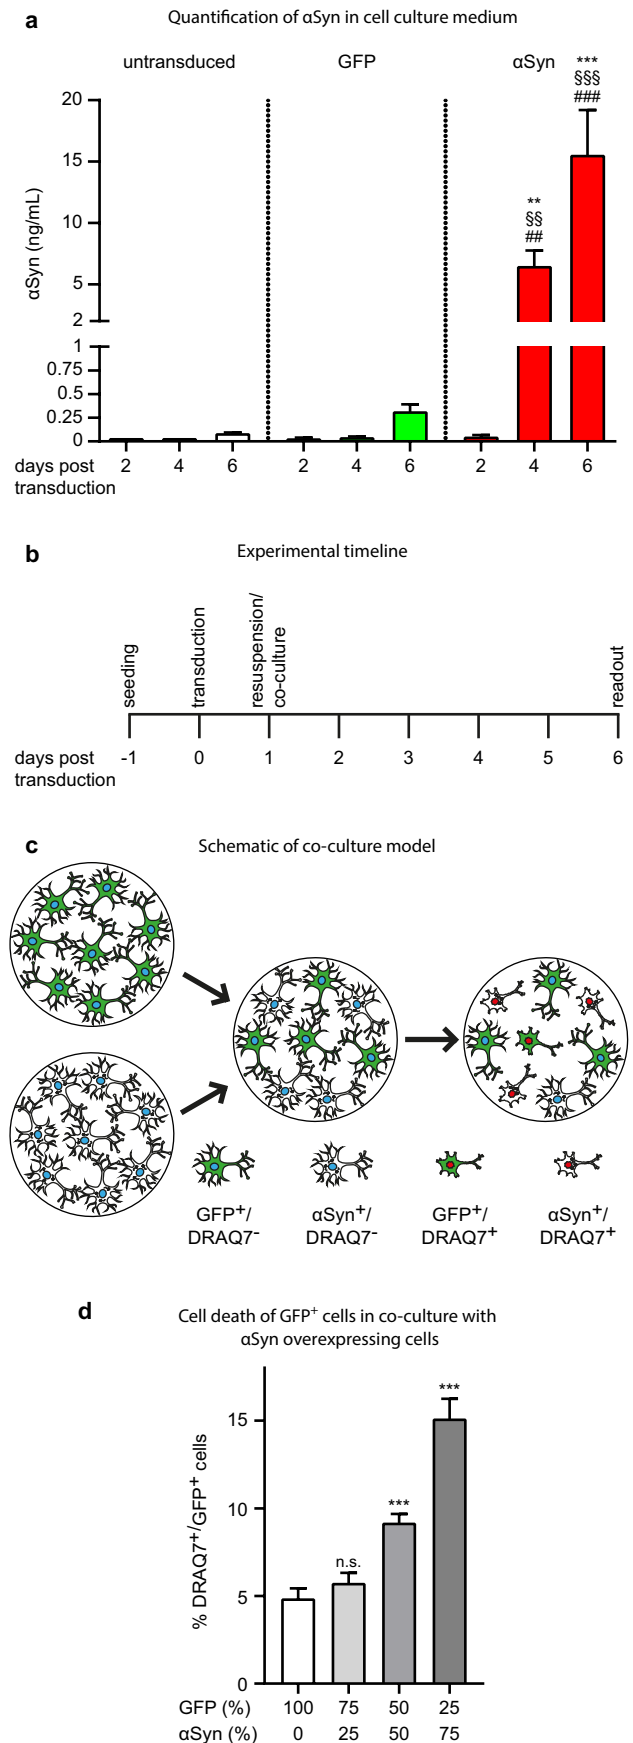 a
Quantification of αSyn in cell culture medium
untransduced
GFP
αSyn
***
§§§
###
**
§§
##
αSyn (ng/mL)
20
15
10
5
2
1
0.75
0.5
0.25
0
days post
transduction
2 4 6 2 4 6 2 4 6
b
Experimental timeline
seeding
transduction
resuspension/
co-culture
readout
days post
transduction
-1 0 1 2 3 4 5 6
c
Schematic of co-culture model
GFP+/
DRAQ7-
αSyn+/
DRAQ7-
GFP+/
DRAQ7+
αSyn+/
DRAQ7+
d
Cell death of GFP+ cells in co-culture with
αSyn overexpressing cells
% DRAQ7+/GFP+ cells
15
10
5
0
n.s.
***
***
GFP (%) 100 75 50 25
αSyn (%) 0 25 50 75